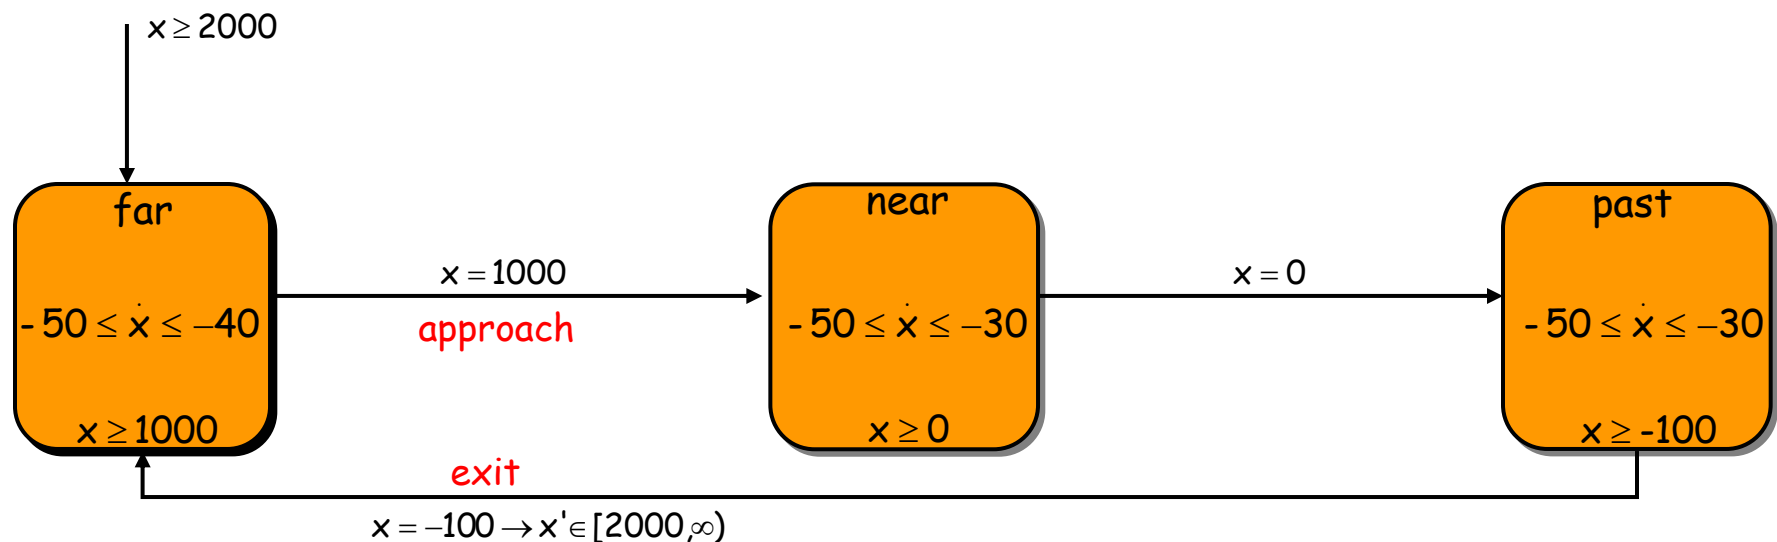 x ≥ 2000
far
- 50 ≤ ẋ ≤ −40
x ≥ 1000
x = 1000
approach
near
- 50 ≤ ẋ ≤ −30
x ≥ 0
x = 0
past
- 50 ≤ ẋ ≤ −30
x ≥ -100
exit
x = −100 → x' ∈ [2000,∞)